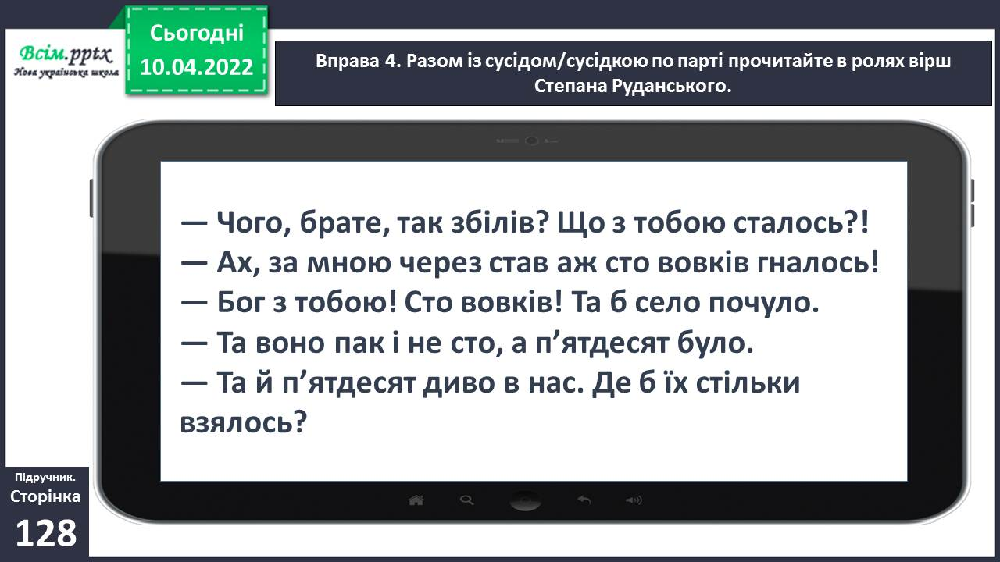 Всім.pptx
Нова українська школа
Сьогодні
10.04.2022
Вправа 4. Разом із сусідом/сусідкою по парті прочитайте в ролях вірш
Степана Руданського.
— Чого, брате, так збілів? Що з тобою сталось?!
— Ах, за мною через став аж сто вовків гналось!
— Бог з тобою! Сто вовків! Та б село почуло.
— Та воно пак і не сто, а п’ятдесят було.
— Та й п’ятдесят диво в нас. Де б їх стільки
взялось?
Підручник.
Сторінка
128